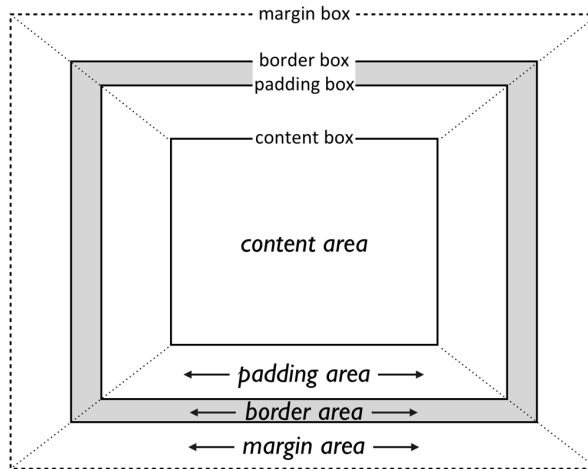 margin box
border box
padding box
content box
content area
padding area
border area
margin area